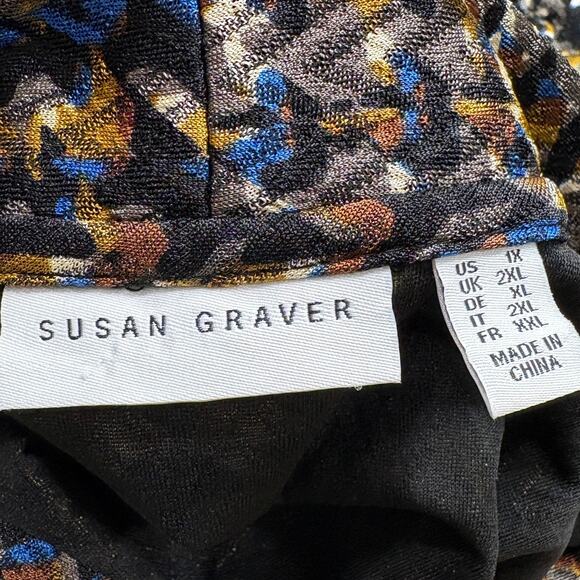 SUSAN GRAVER
US 1X
UK 2XL
DE XL
IT 2XL
FR XXL
MADE IN
CHINA